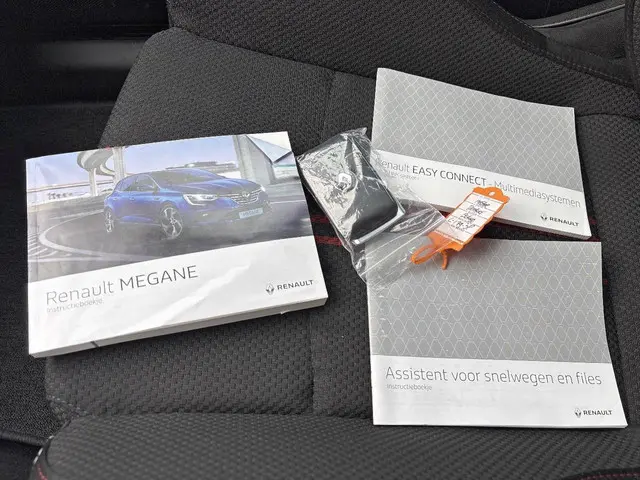 Renault MEGANE
Instructieboekje
RENAULT
Renault EASY CONNECT - Multimediasystemen
RENAULT
Assistent voor snelwegen en files
Instructieboekje
RENAULT